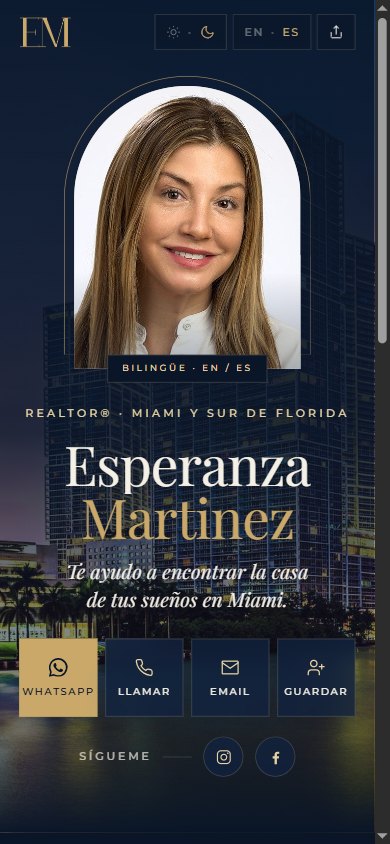 EM
EN · ES
BILINGÜE · EN / ES
REALTOR® · MIAMI Y SUR DE FLORIDA
Esperanza
Martinez
Te ayudo a encontrar la casa
de tus sueños en Miami.
WHATSAPP
LLAMAR
EMAIL
GUARDAR
SÍGUEME